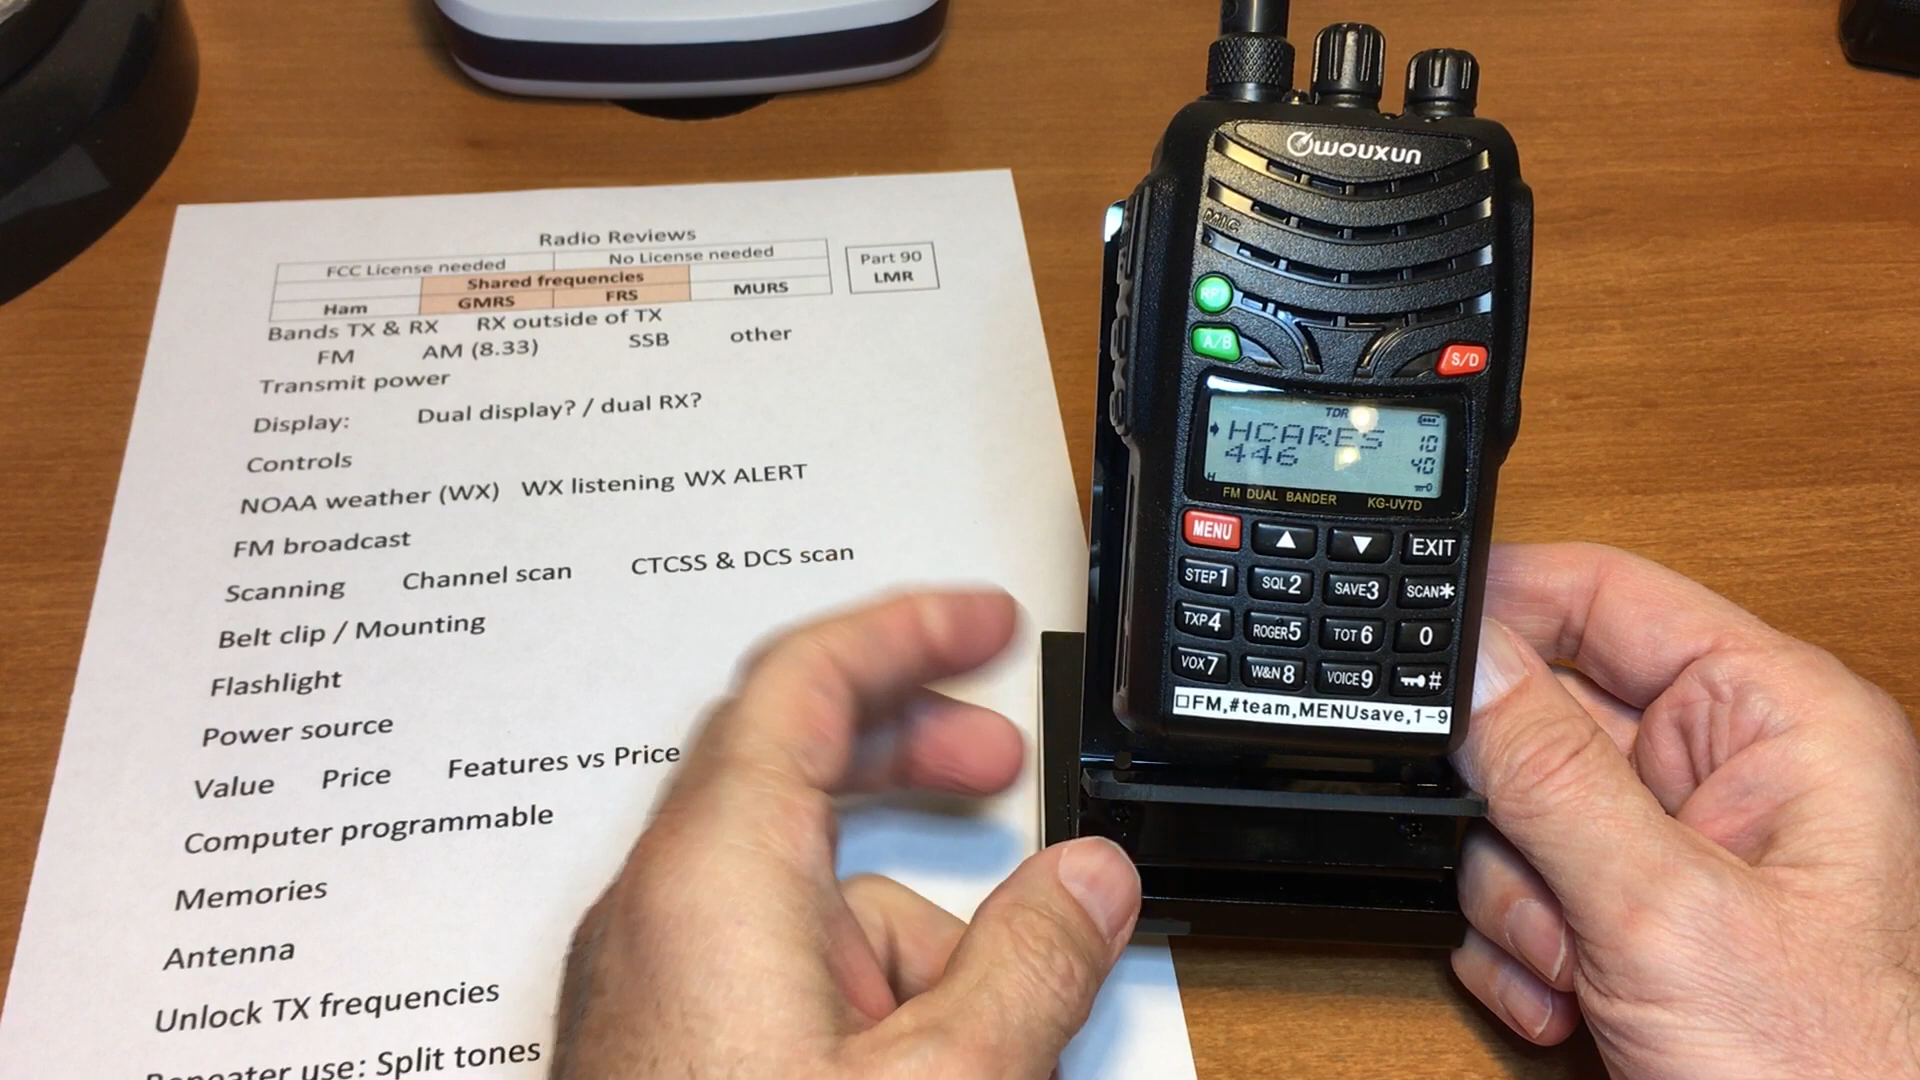 Radio Reviews
FCC License needed No License needed
Shared frequencies
Ham GMRS FRS MURS
Part 90
LMR
Bands TX & RX RX outside of TX
FM AM (8.33) SSB other
Transmit power
Display: Dual display? / dual RX?
Controls
NOAA weather (WX) WX listening WX ALERT
FM broadcast
Scanning Channel scan CTCSS & DCS scan
Belt clip / Mounting
Flashlight
Power source
Value Price Features vs Price
Computer programmable
Memories
Antenna
Unlock TX frequencies
Repeater use: Split tones
WOUXUN
MIC
RPT
A/B
S/D
TDR
HCARES 10
446 40
H
FM DUAL BANDER KG-UV7D
MENU ▲ ▼ EXIT
STEP1 SQL2 SAVE3 SCAN*
TXP4 ROGER5 TOT6 0
VOX7 W&N8 VOICE9 #
□FM,#team,MENUsave,1-9